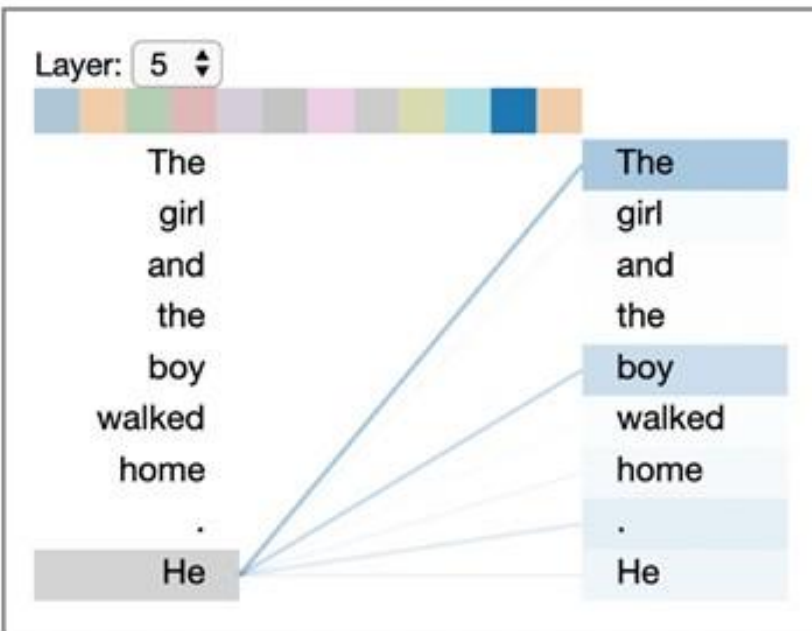 Layer: 5
The The
girl girl
and and
the the
boy boy
walked walked
home home
. .
He He